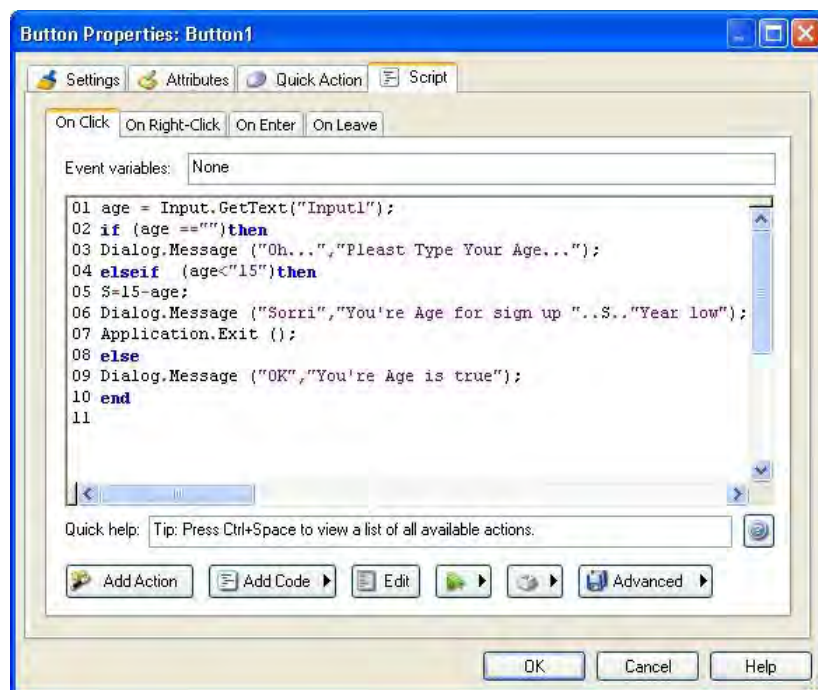 Button Properties: Button1
Settings Attributes Quick Action Script
On Click On Right-Click On Enter On Leave
Event variables: None
01 age = Input.GetText("Input1");
02 if (age =="")then
03 Dialog.Message ("Oh...","Pleast Type Your Age...");
04 elseif (age<"15")then
05 S=15-age;
06 Dialog.Message ("Sorri","You're Age for sign up "..S.."Year low");
07 Application.Exit ();
08 else
09 Dialog.Message ("OK","You're Age is true");
10 end
11
Quick help: Tip: Press Ctrl+Space to view a list of all available actions.
Add Action Add Code Edit Advanced
OK Cancel Help